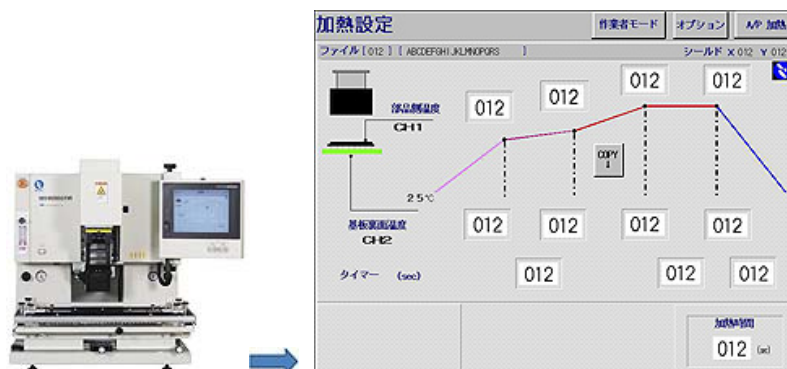 加熱設定
作業者モード
オプション
A/P 加熱
ファイル [ 012 ] [ ABCDEFGHIJKLMNOPQRS ]
シールド X 012 Y 012
012
012
012
012
部品側温度
CH1
COPY
25℃
基板裏面温度
CH2
012
012
012
012
タイマー (sec)
012
012
012
加熱時間
012 (sec)